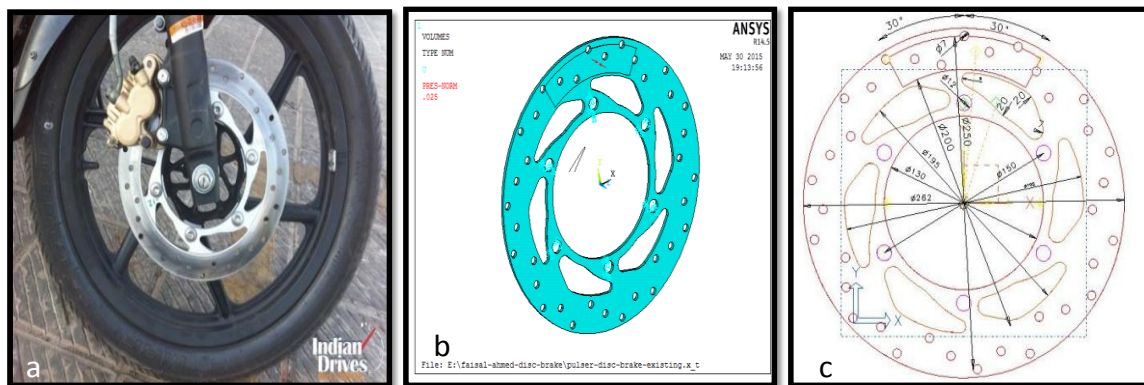 Indian
Drives
a
VOLUMES
TYPE NUM
PRES-NORM
.025
ANSYS
R14.5
MAY 30 2015
19:13:56
X
b
File: E:\faisal-ahmed-disc-brake\pulser-disc-brake-existing.x_t
30°
30°
ø7
ø12
20
20
ø250
ø200
ø195
ø150
ø130
ø262
X
Y
X
c